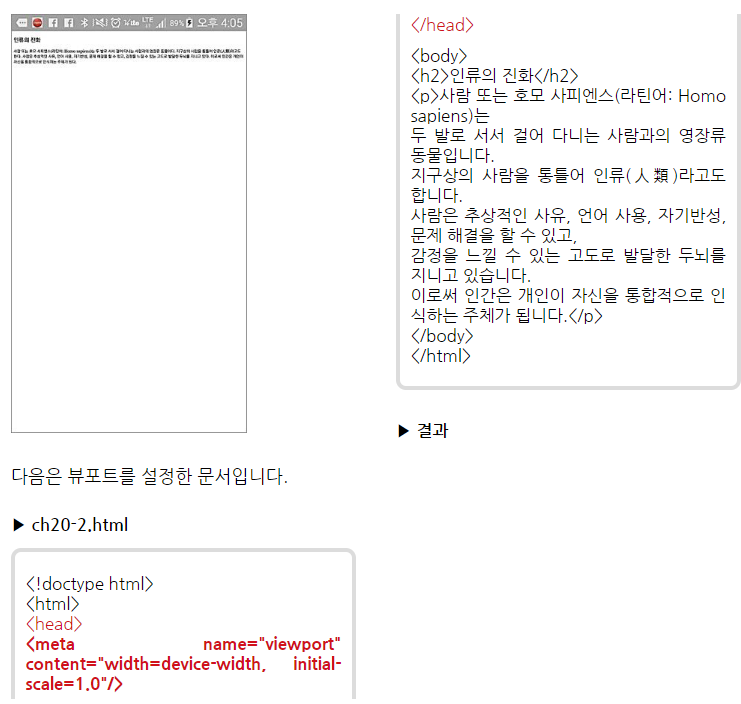 LTE 89% 오후 4:05
인류의 진화
다음은 뷰포트를 설정한 문서입니다.
▶ ch20-2.html
<!doctype html>
<html>
<head>
<meta name="viewport"
content="width=device-width, initial-
scale=1.0"/>
</head>
<body>
<h2>인류의 진화</h2>
<p>사람 또는 호모 사피엔스(라틴어: Homo
sapiens)는
두 발로 서서 걸어 다니는 사람과의 영장류
동물입니다.
지구상의 사람을 통틀어 인류(人類)라고도
합니다.
사람은 추상적인 사유, 언어 사용, 자기반성,
문제 해결을 할 수 있고,
감정을 느낄 수 있는 고도로 발달한 두뇌를
지니고 있습니다.
이로써 인간은 개인이 자신을 통합적으로 인
식하는 주체가 됩니다.</p>
</body>
</html>
▶ 결과